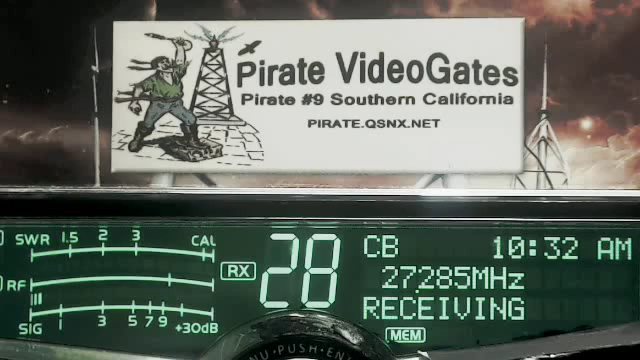 Pirate VideoGates
Pirate #9 Southern California
PIRATE.QSNX.NET
SWR 1.5 2 3 CAL
RF
SIG 1 3 5 7 9 +30dB
RX
28
CB 10:32 AM
27285MHz
RECEIVING
MEM
PUSH